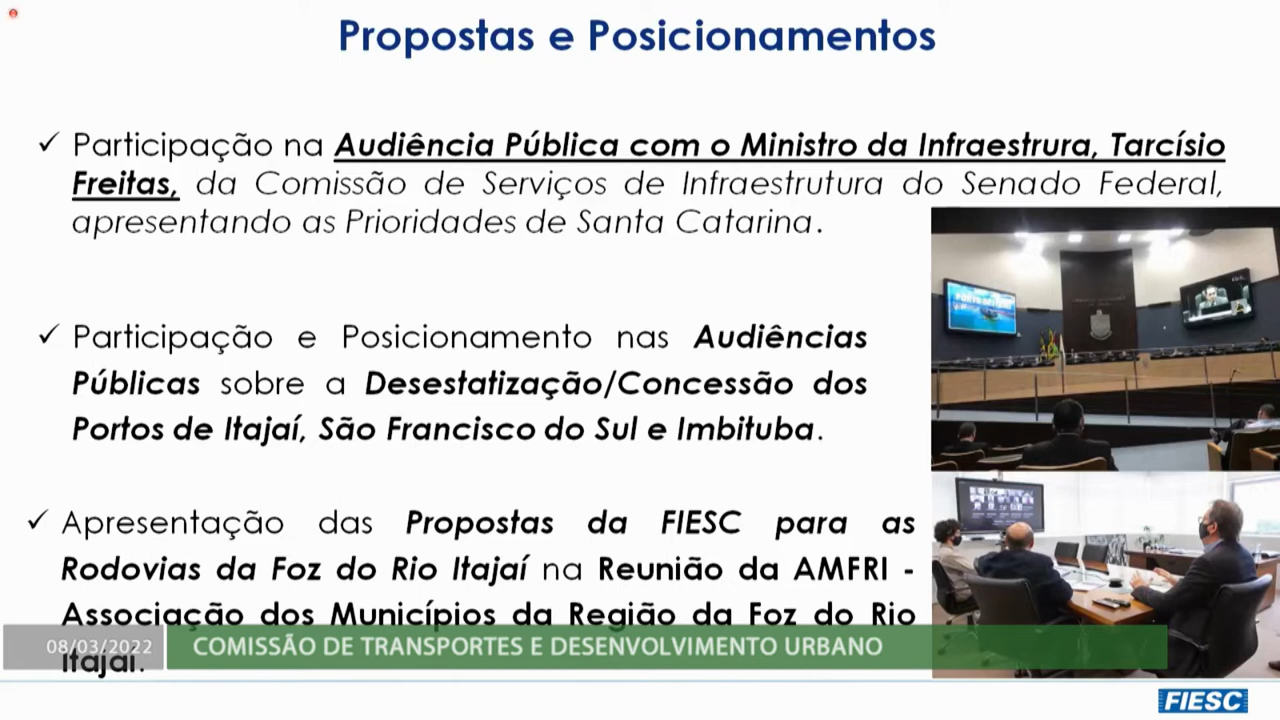 Propostas e Posicionamentos
✓ Participação na Audiência Pública com o Ministro da Infraestrura, Tarcísio
Freitas, da Comissão de Serviços de Infraestrutura do Senado Federal,
apresentando as Prioridades de Santa Catarina.
✓ Participação e Posicionamento nas Audiências
Públicas sobre a Desestatização/Concessão dos
Portos de Itajaí, São Francisco do Sul e Imbituba.
✓ Apresentação das Propostas da FIESC para as
Rodovias da Foz do Rio Itajaí na Reunião da AMFRI -
Associação dos Municípios da Região da Foz do Rio
Itajaí.
08/03/2022 COMISSÃO DE TRANSPORTES E DESENVOLVIMENTO URBANO
FIESC